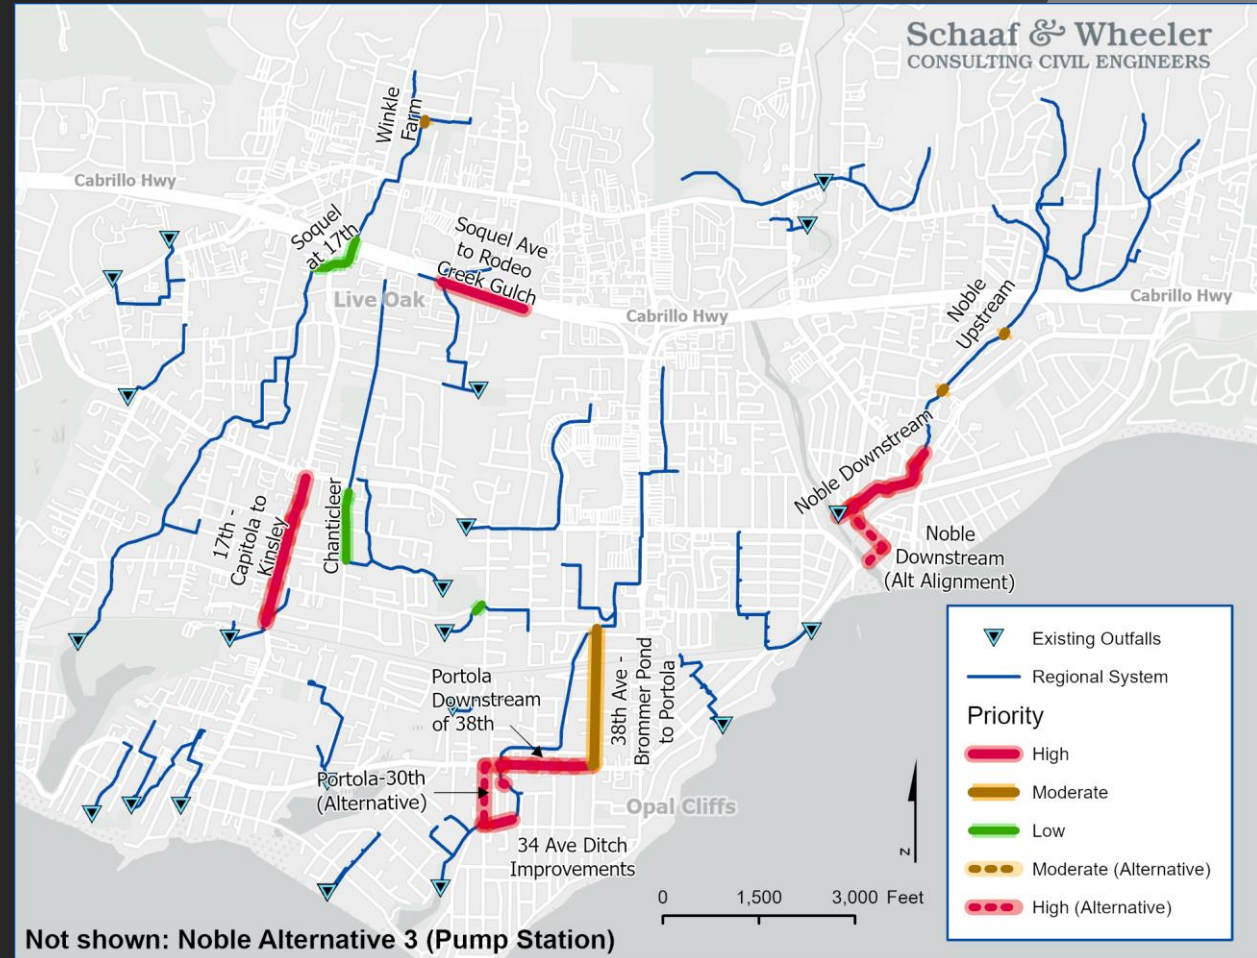 Schaaf & Wheeler
CONSULTING CIVIL ENGINEERS
Winkle
Farm
Cabrillo Hwy
Soquel
at 17th
Soquel Ave
to Rodeo
Creek Gulch
Live Oak
Cabrillo Hwy
Cabrillo Hwy
Noble
Upstream
Noble Downstream
17th -
Capitola to
Kinsley
Chanticleer
Noble
Downstream
(Alt Alignment)
Portola
Downstream
of 38th
38th Ave -
Brommer Pond
to Portola
Portola-30th
(Alternative)
Opal Cliffs
34 Ave Ditch
Improvements
Existing Outfalls
Regional System
Priority
High
Moderate
Low
Moderate (Alternative)
High (Alternative)
z
0 1,500 3,000 Feet
Not shown: Noble Alternative 3 (Pump Station)